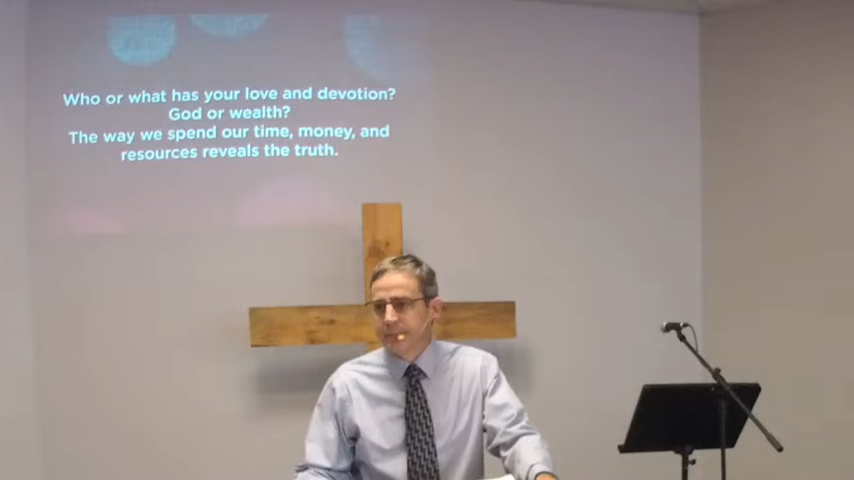 Who or what has your love and devotion?
God or wealth?
The way we spend our time, money, and
resources reveals the truth.